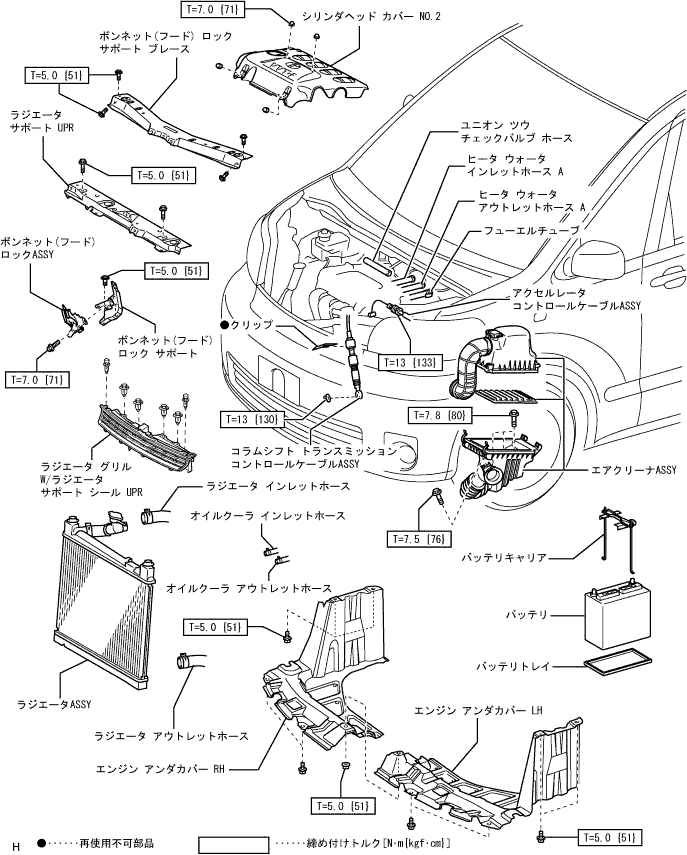 T=7.0 {71}
シリンダヘッド カバー NO.2
ボンネット(フード) ロック
サポート ブレース
T=5.0 {51}
ラジエータ
サポート UPR
T=5.0 {51}
ユニオン ツウ
チェックバルブ ホース
ヒータ ウォータ
インレットホース A
ヒータ ウォータ
アウトレットホース A
フューエルチューブ
ボンネット(フード)
ロックASSY
T=5.0 {51}
アクセルレータ
コントロールケーブルASSY
●クリップ
ボンネット(フード)
ロック サポート
T=13 {133}
T=7.0 {71}
T=13 {130}
T=7.8 {80}
コラムシフト トランスミッション
コントロールケーブルASSY
ラジエータ グリル
W/ラジエータ
サポート シール UPR
エアクリーナASSY
ラジエータ インレットホース
オイルクーラ インレットホース
T=7.5 {76}
バッテリキャリア
オイルクーラ アウトレットホース
T=5.0 {51}
バッテリ
バッテリトレイ
ラジエータASSY
エンジン アンダカバー LH
ラジエータ アウトレットホース
エンジン アンダカバー RH
T=5.0 {51}
T=5.0 {51}
H
●‥‥‥再使用不可部品
‥‥‥締め付けトルク[N・m{kgf・cm}]